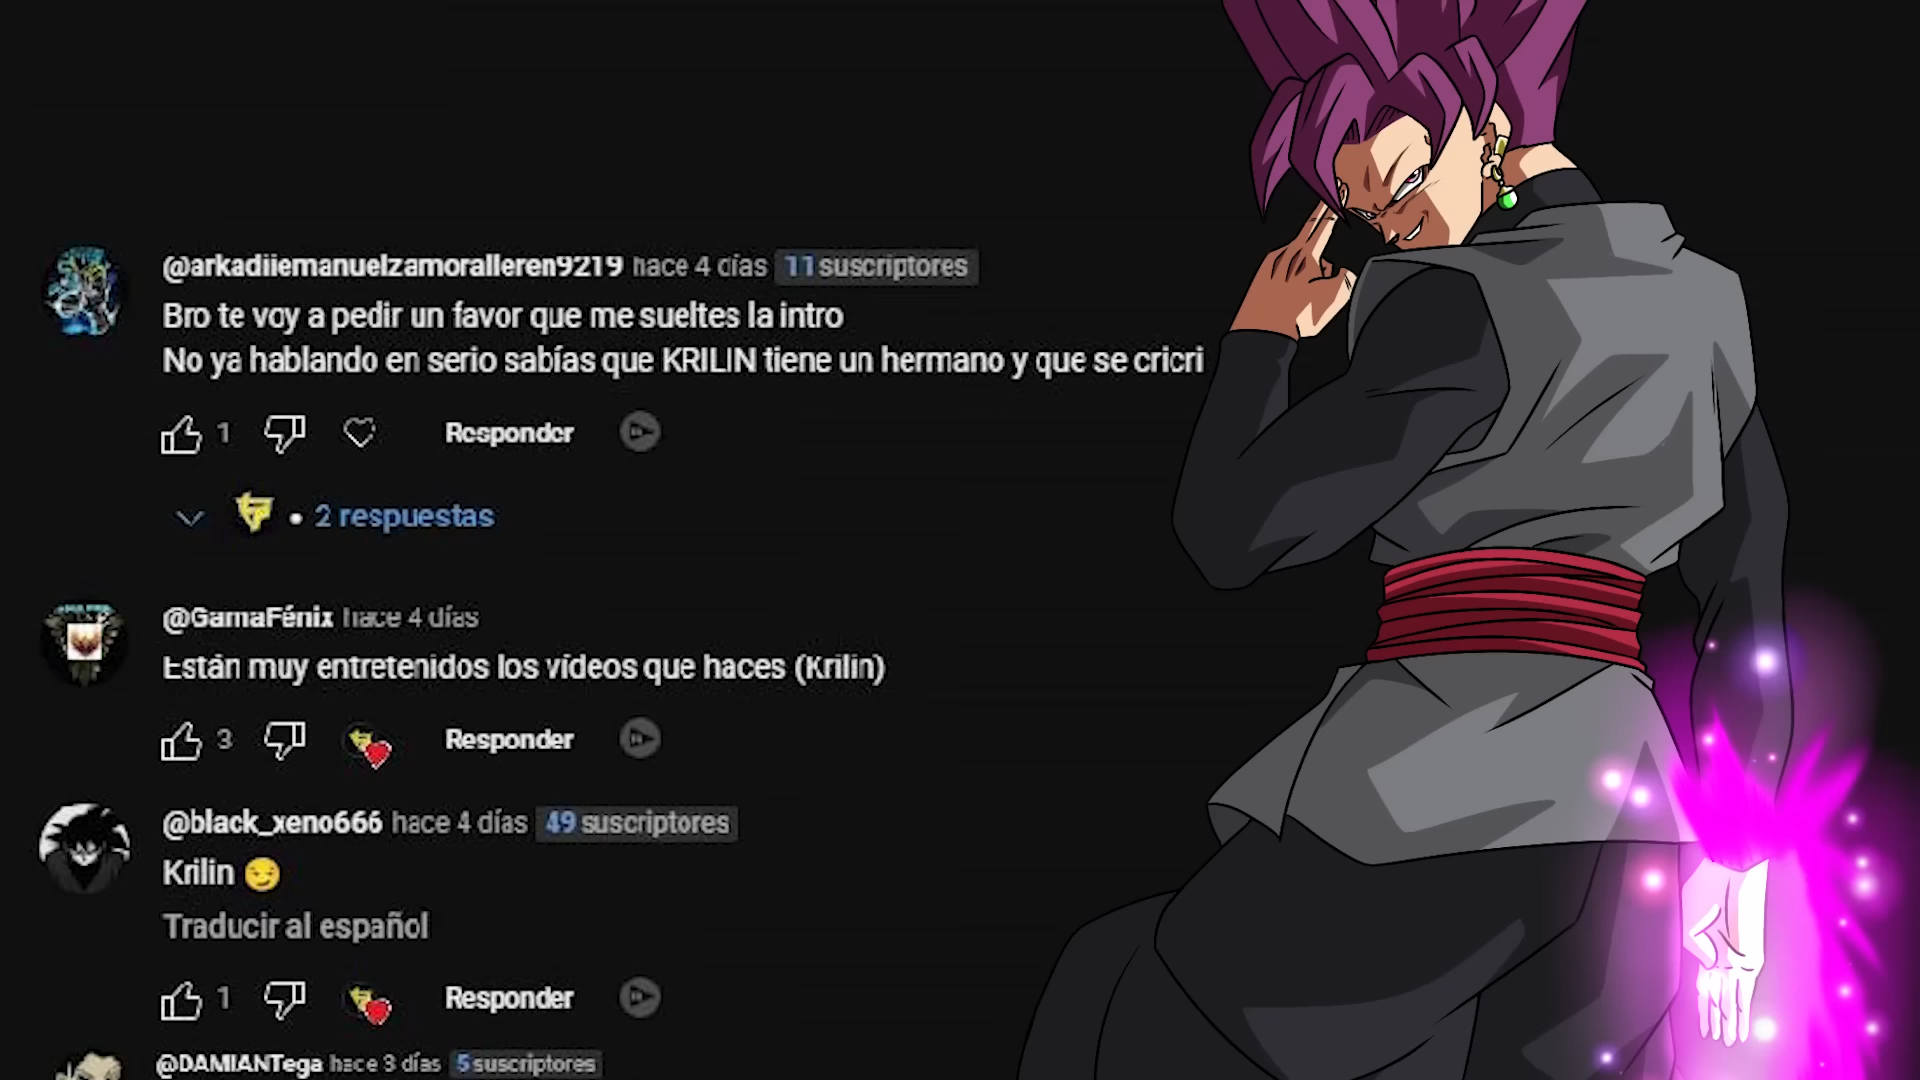 @arkadiiemanuelzamoralleren9219 hace 4 días 11 suscriptores
Bro te voy a pedir un favor que me sueltes la intro
No ya hablando en serio sabías que KRILIN tiene un hermano y que se cricri
1 Responder
2 respuestas
@GamaFénix hace 4 días
Están muy entretenidos los vídeos que haces (Krilin)
3 Responder
@black_xeno666 hace 4 días 49 suscriptores
Krilin 😏
Traducir al español
1 Responder
@DAMIANTega hace 3 días 5 suscriptores